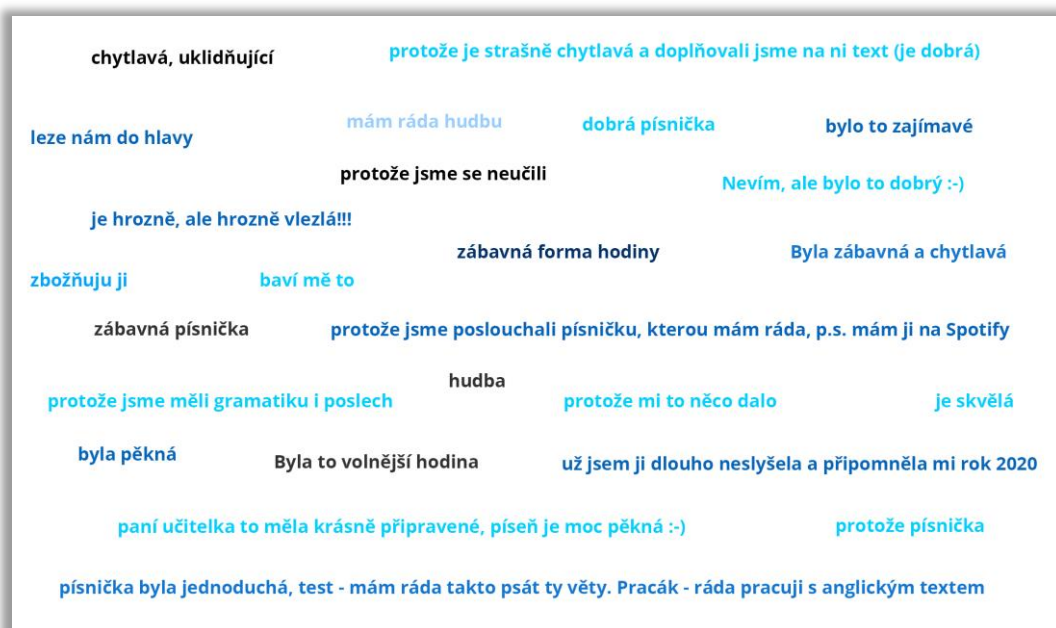 chytlavá, uklidňující
protože je strašně chytlavá a doplňovali jsme na ni text (je dobrá)
leze nám do hlavy
mám ráda hudbu
dobrá písnička
bylo to zajímavé
protože jsme se neučili
Nevím, ale bylo to dobrý :-)
je hrozně, ale hrozně vlezlá!!!
zábavná forma hodiny
Byla zábavná a chytlavá
zbožňuju ji
baví mě to
zábavná písnička
protože jsme poslouchali písničku, kterou mám ráda, p.s. mám ji na Spotify
hudba
protože jsme měli gramatiku i poslech
protože mi to něco dalo
je skvělá
byla pěkná
Byla to volnější hodina
už jsem ji dlouho neslyšela a připomněla mi rok 2020
paní učitelka to měla krásně připravené, píseň je moc pěkná :-)
protože písnička
písnička byla jednoduchá, test - mám ráda takto psát ty věty. Pracák - ráda pracuji s anglickým textem